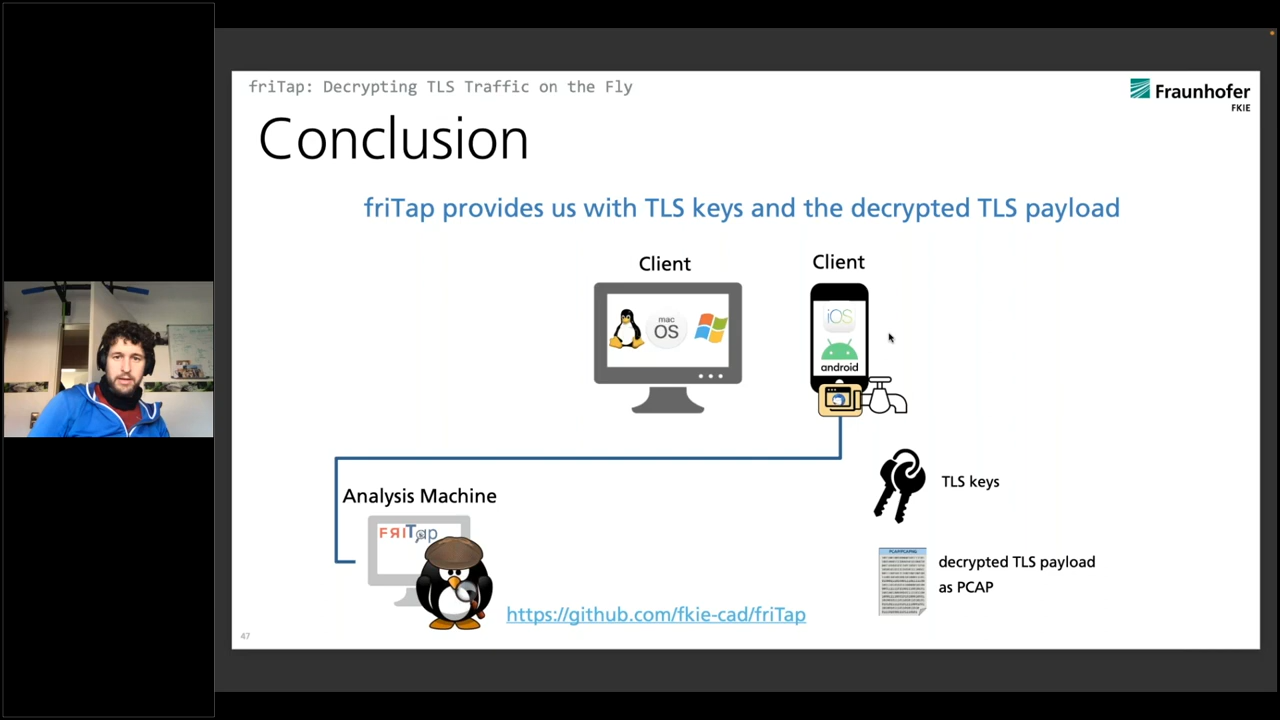 friTap: Decrypting TLS Traffic on the Fly
Fraunhofer
FKIE
Conclusion
friTap provides us with TLS keys and the decrypted TLS payload
Client
Client
mac
OS
iOS
android
TLS keys
Analysis Machine
FRITap
decrypted TLS payload
as PCAP
https://github.com/fkie-cad/friTap
47